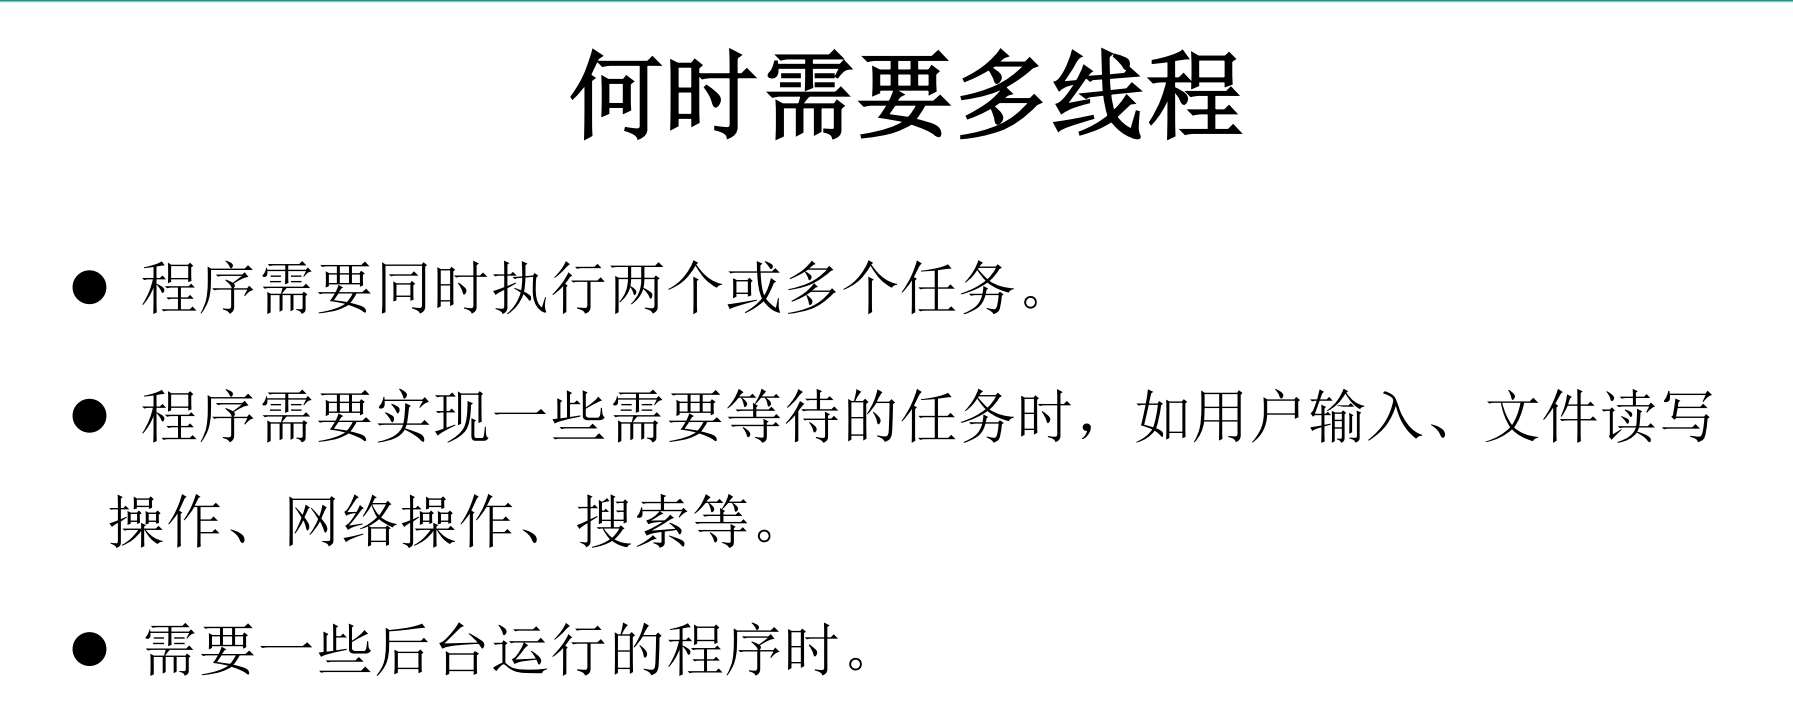 何时需要多线程
● 程序需要同时执行两个或多个任务。
● 程序需要实现一些需要等待的任务时，如用户输入、文件读写
操作、网络操作、搜索等。
● 需要一些后台运行的程序时。